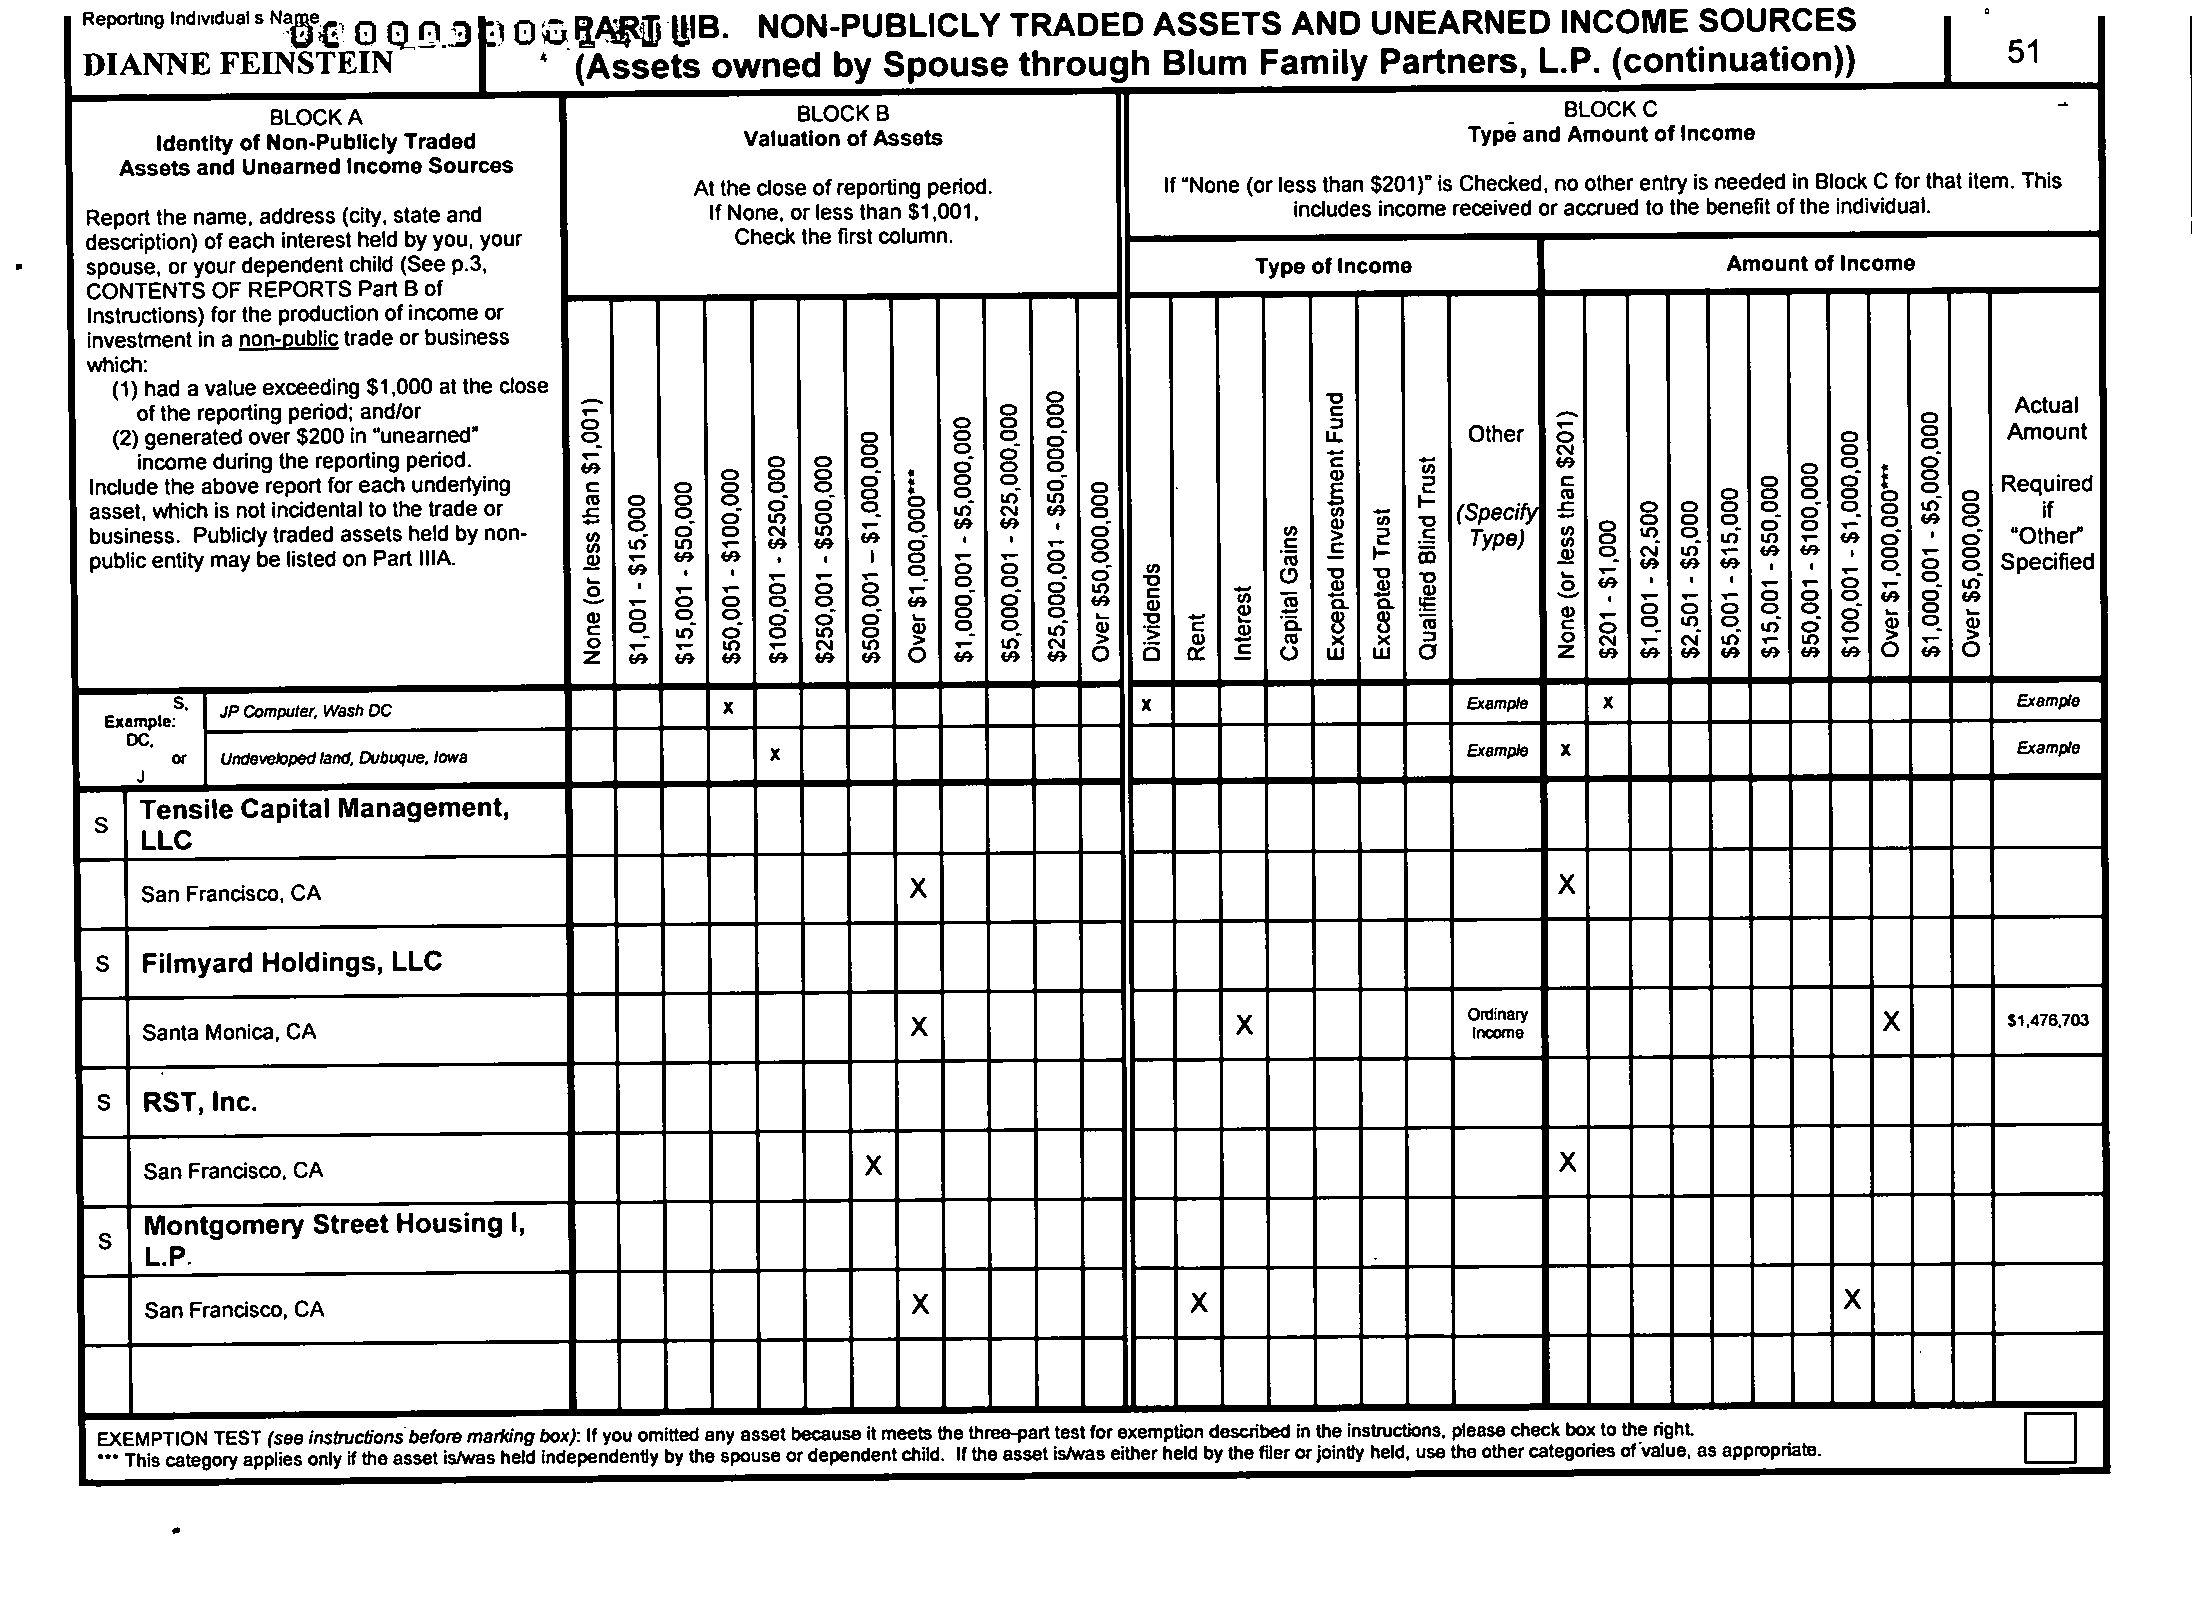 Reporting Individual s Name
DIANNE FEINSTEIN
PART IIIB. NON-PUBLICLY TRADED ASSETS AND UNEARNED INCOME SOURCES
(Assets owned by Spouse through Blum Family Partners, L.P. (continuation))
51
BLOCK A
Identity of Non-Publicly Traded
Assets and Unearned Income Sources
Report the name, address (city, state and
description) of each interest held by you, your
spouse, or your dependent child (See p.3,
CONTENTS OF REPORTS Part B of
Instructions) for the production of income or
investment in a non-public trade or business
which:
(1) had a value exceeding $1,000 at the close
of the reporting period; and/or
(2) generated over $200 in "unearned"
income during the reporting period.
Include the above report for each underlying
asset, which is not incidental to the trade or
business. Publicly traded assets held by non-
public entity may be listed on Part IIIA.
BLOCK B
Valuation of Assets
At the close of reporting period.
If None, or less than $1,001,
Check the first column.
None (or less than $1,001)
$1,001 - $15,000
$15,001 - $50,000
$50,001 - $100,000
$100,001 - $250,000
$250,001 - $500,000
$500,001 – $1,000,000
Over $1,000,000***
$1,000,001 - $5,000,000
$5,000,001 - $25,000,000
$25,000,001 - $50,000,000
Over $50,000,000
BLOCK C
Type and Amount of Income
If "None (or less than $201)" is Checked, no other entry is needed in Block C for that item. This
includes income received or accrued to the benefit of the individual.
Type of Income
Amount of Income
Dividends
Rent
Interest
Capital Gains
Excepted Investment Fund
Excepted Trust
Qualified Blind Trust
Other
(Specify
Type)
None (or less than $201)
$201 - $1,000
$1,001 - $2,500
$2,501 - $5,000
$5,001 - $15,000
$15,001 - $50,000
$50,001 - $100,000
$100,001 - $1,000,000
Over $1,000,000***
$1,000,001 - $5,000,000
Over $5,000,000
Actual
Amount
Required
if
"Other"
Specified
S,
Example:
DC,
or
J
JP Computer, Wash DC X X Example X Example
Undeveloped land, Dubuque, Iowa X Example X Example
S Tensile Capital Management,
LLC
San Francisco, CA X X
S Filmyard Holdings, LLC
Santa Monica, CA X X Ordinary Income X $1,476,703
S RST, Inc.
San Francisco, CA X X
S Montgomery Street Housing I,
L.P.
San Francisco, CA X X X
EXEMPTION TEST (see instructions before marking box): If you omitted any asset because it meets the three-part test for exemption described in the instructions, please check box to the right.
*** This category applies only if the asset is/was held independently by the spouse or dependent child. If the asset is/was either held by the filer or jointly held, use the other categories of value, as appropriate.